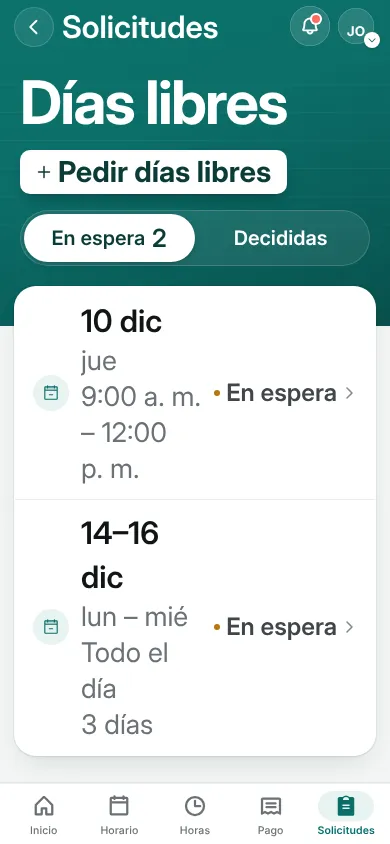 Solicitudes
JO
Días libres
+ Pedir días libres
En espera 2
Decididas
10 dic
jue
9:00 a. m.
– 12:00
p. m.
En espera
14–16
dic
lun – mié
Todo el
día
3 días
En espera
Inicio
Horario
Horas
Pago
Solicitudes